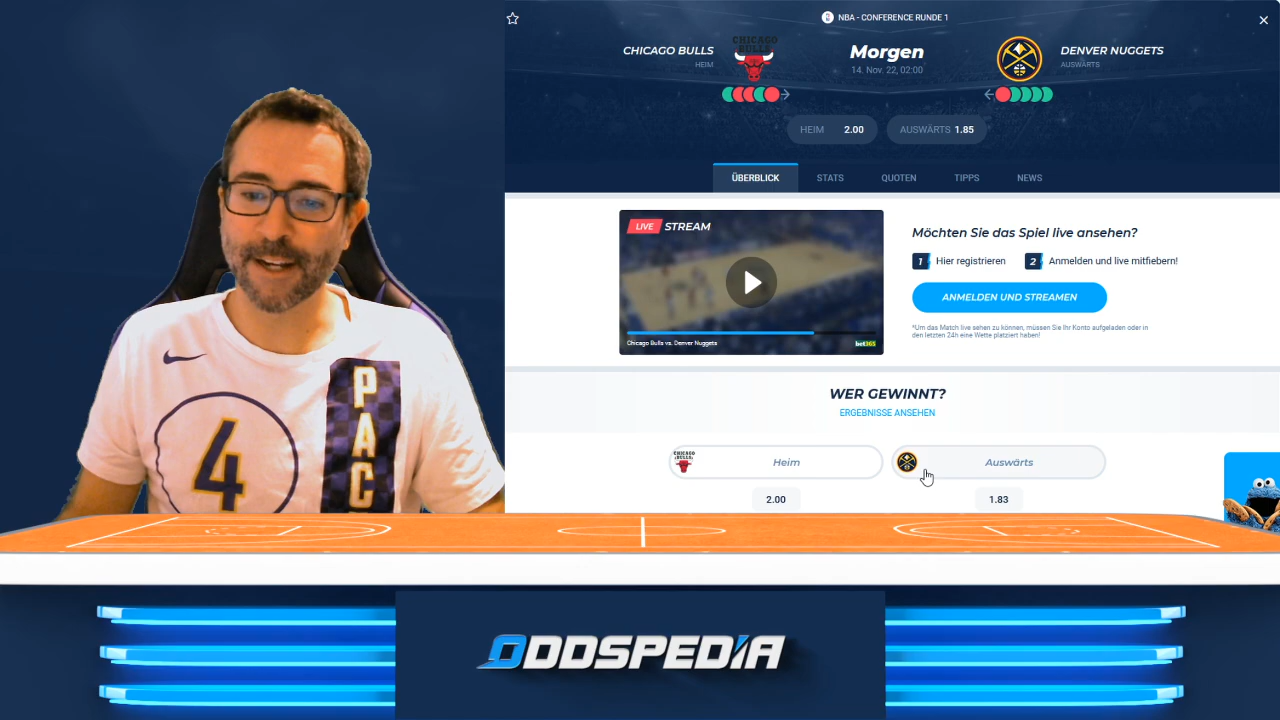 NBA - CONFERENCE RUNDE 1
CHICAGO BULLS
HEIM
CHICAGO
BULLS
Morgen
14. Nov. 22, 02:00
DENVER NUGGETS
AUSWÄRTS
HEIM 2.00
AUSWÄRTS 1.85
ÜBERBLICK STATS QUOTEN TIPPS NEWS
LIVE STREAM
Chicago Bulls vs. Denver Nuggets
bet365
Möchten Sie das Spiel live ansehen?
1 Hier registrieren 2 Anmelden und live mitfiebern!
ANMELDEN UND STREAMEN
*Um das Match live sehen zu können, müssen Sie Ihr Konto aufgeladen oder in
den letzten 24h eine Wette platziert haben!
WER GEWINNT?
ERGEBNISSE ANSEHEN
CHICAGO
BULLS
Heim
Auswärts
2.00
1.83
4
PAC
ODDSPEDIA